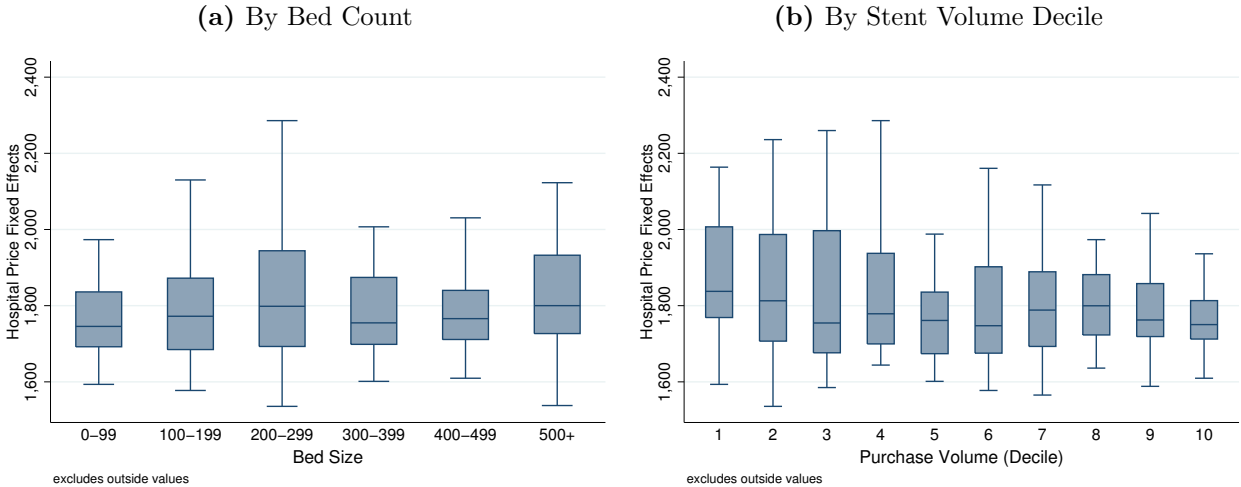 (a) By Bed Count
Hospital Price Fixed Effects
2,400
2,200
2,000
1,800
1,600
0−99 100−199 200−299 300−399 400−499 500+
Bed Size
excludes outside values
(b) By Stent Volume Decile
Hospital Price Fixed Effects
2,400
2,200
2,000
1,800
1,600
1 2 3 4 5 6 7 8 9 10
Purchase Volume (Decile)
excludes outside values